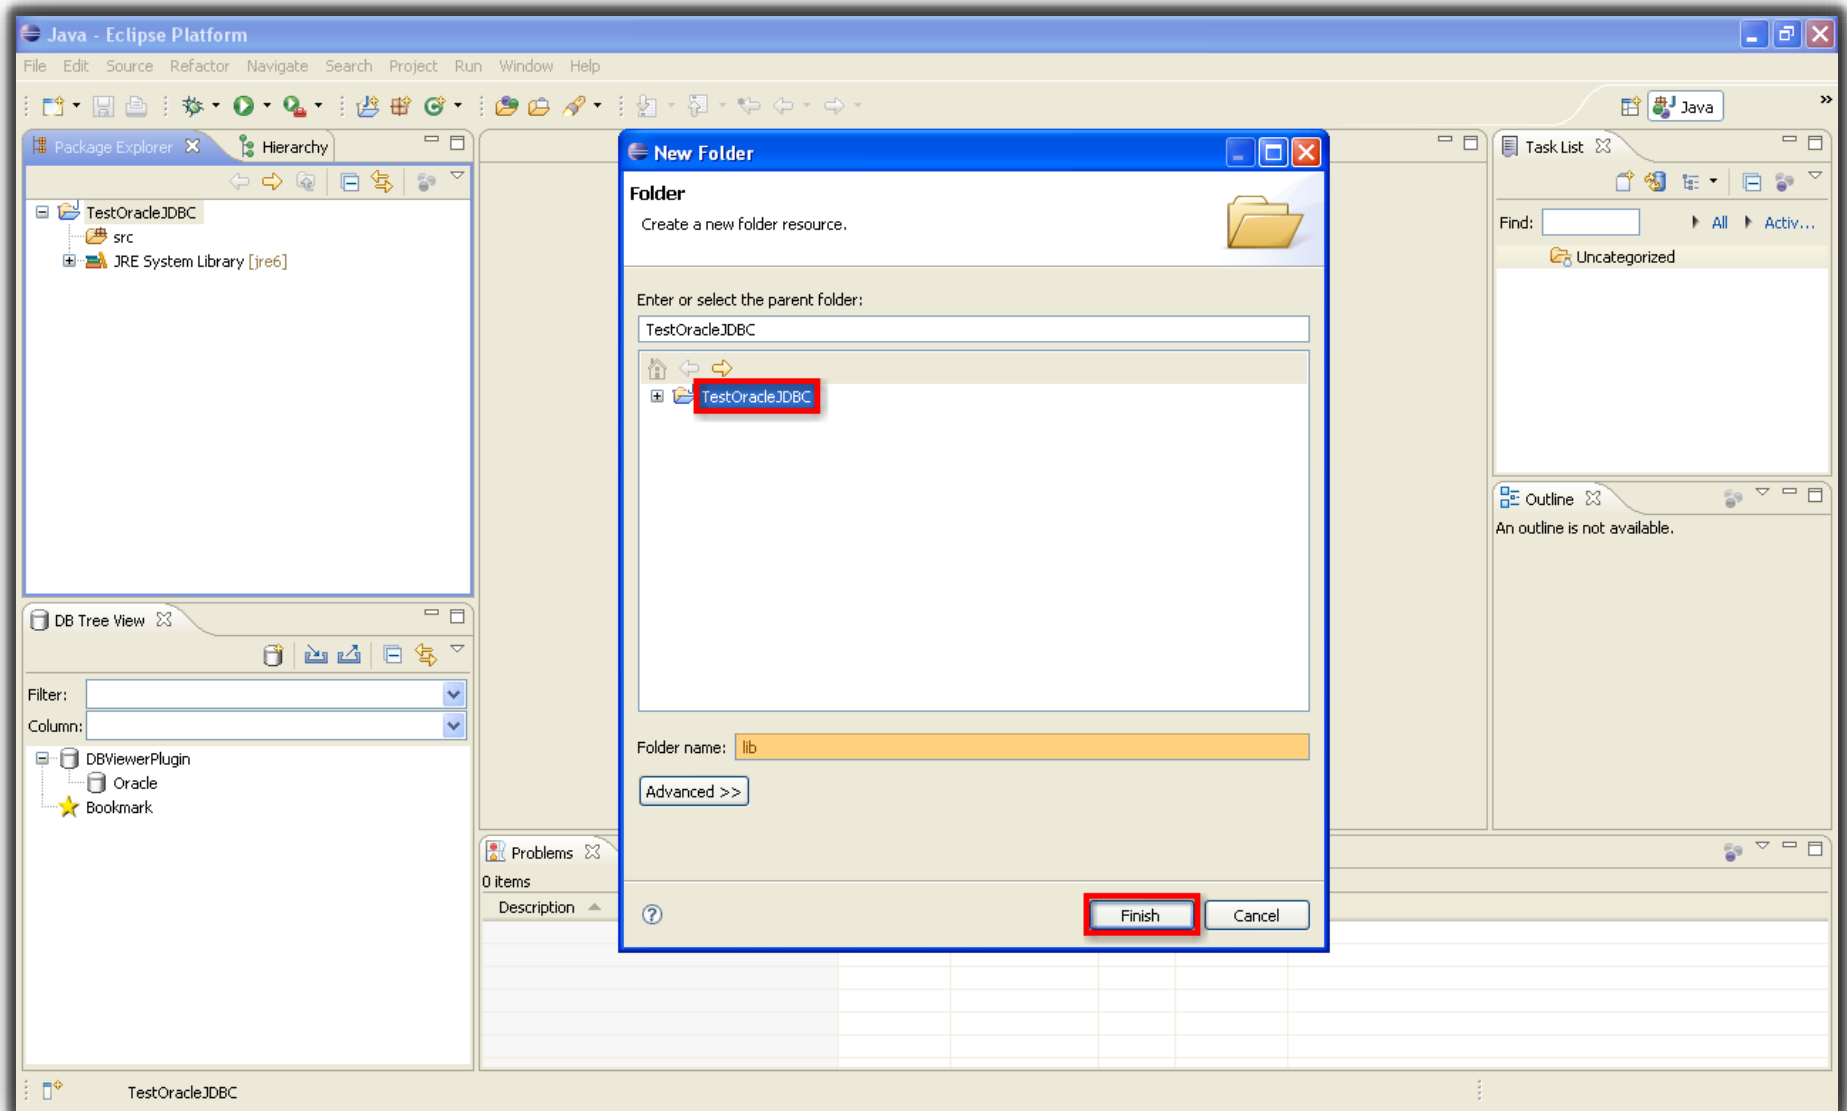 Java - Eclipse Platform
File Edit Source Refactor Navigate Search Project Run Window Help
Java
»
Package Explorer
Hierarchy
TestOracleJDBC
src
JRE System Library [jre6]
DB Tree View
Filter:
Column:
DBViewerPlugin
Oracle
Bookmark
New Folder
Folder
Create a new folder resource.
Enter or select the parent folder:
TestOracleJDBC
TestOracleJDBC
Folder name: lib
Advanced >>
?
Finish
Cancel
Task List
Find:
All
Activ...
Uncategorized
Outline
An outline is not available.
Problems
0 items
Description
TestOracleJDBC